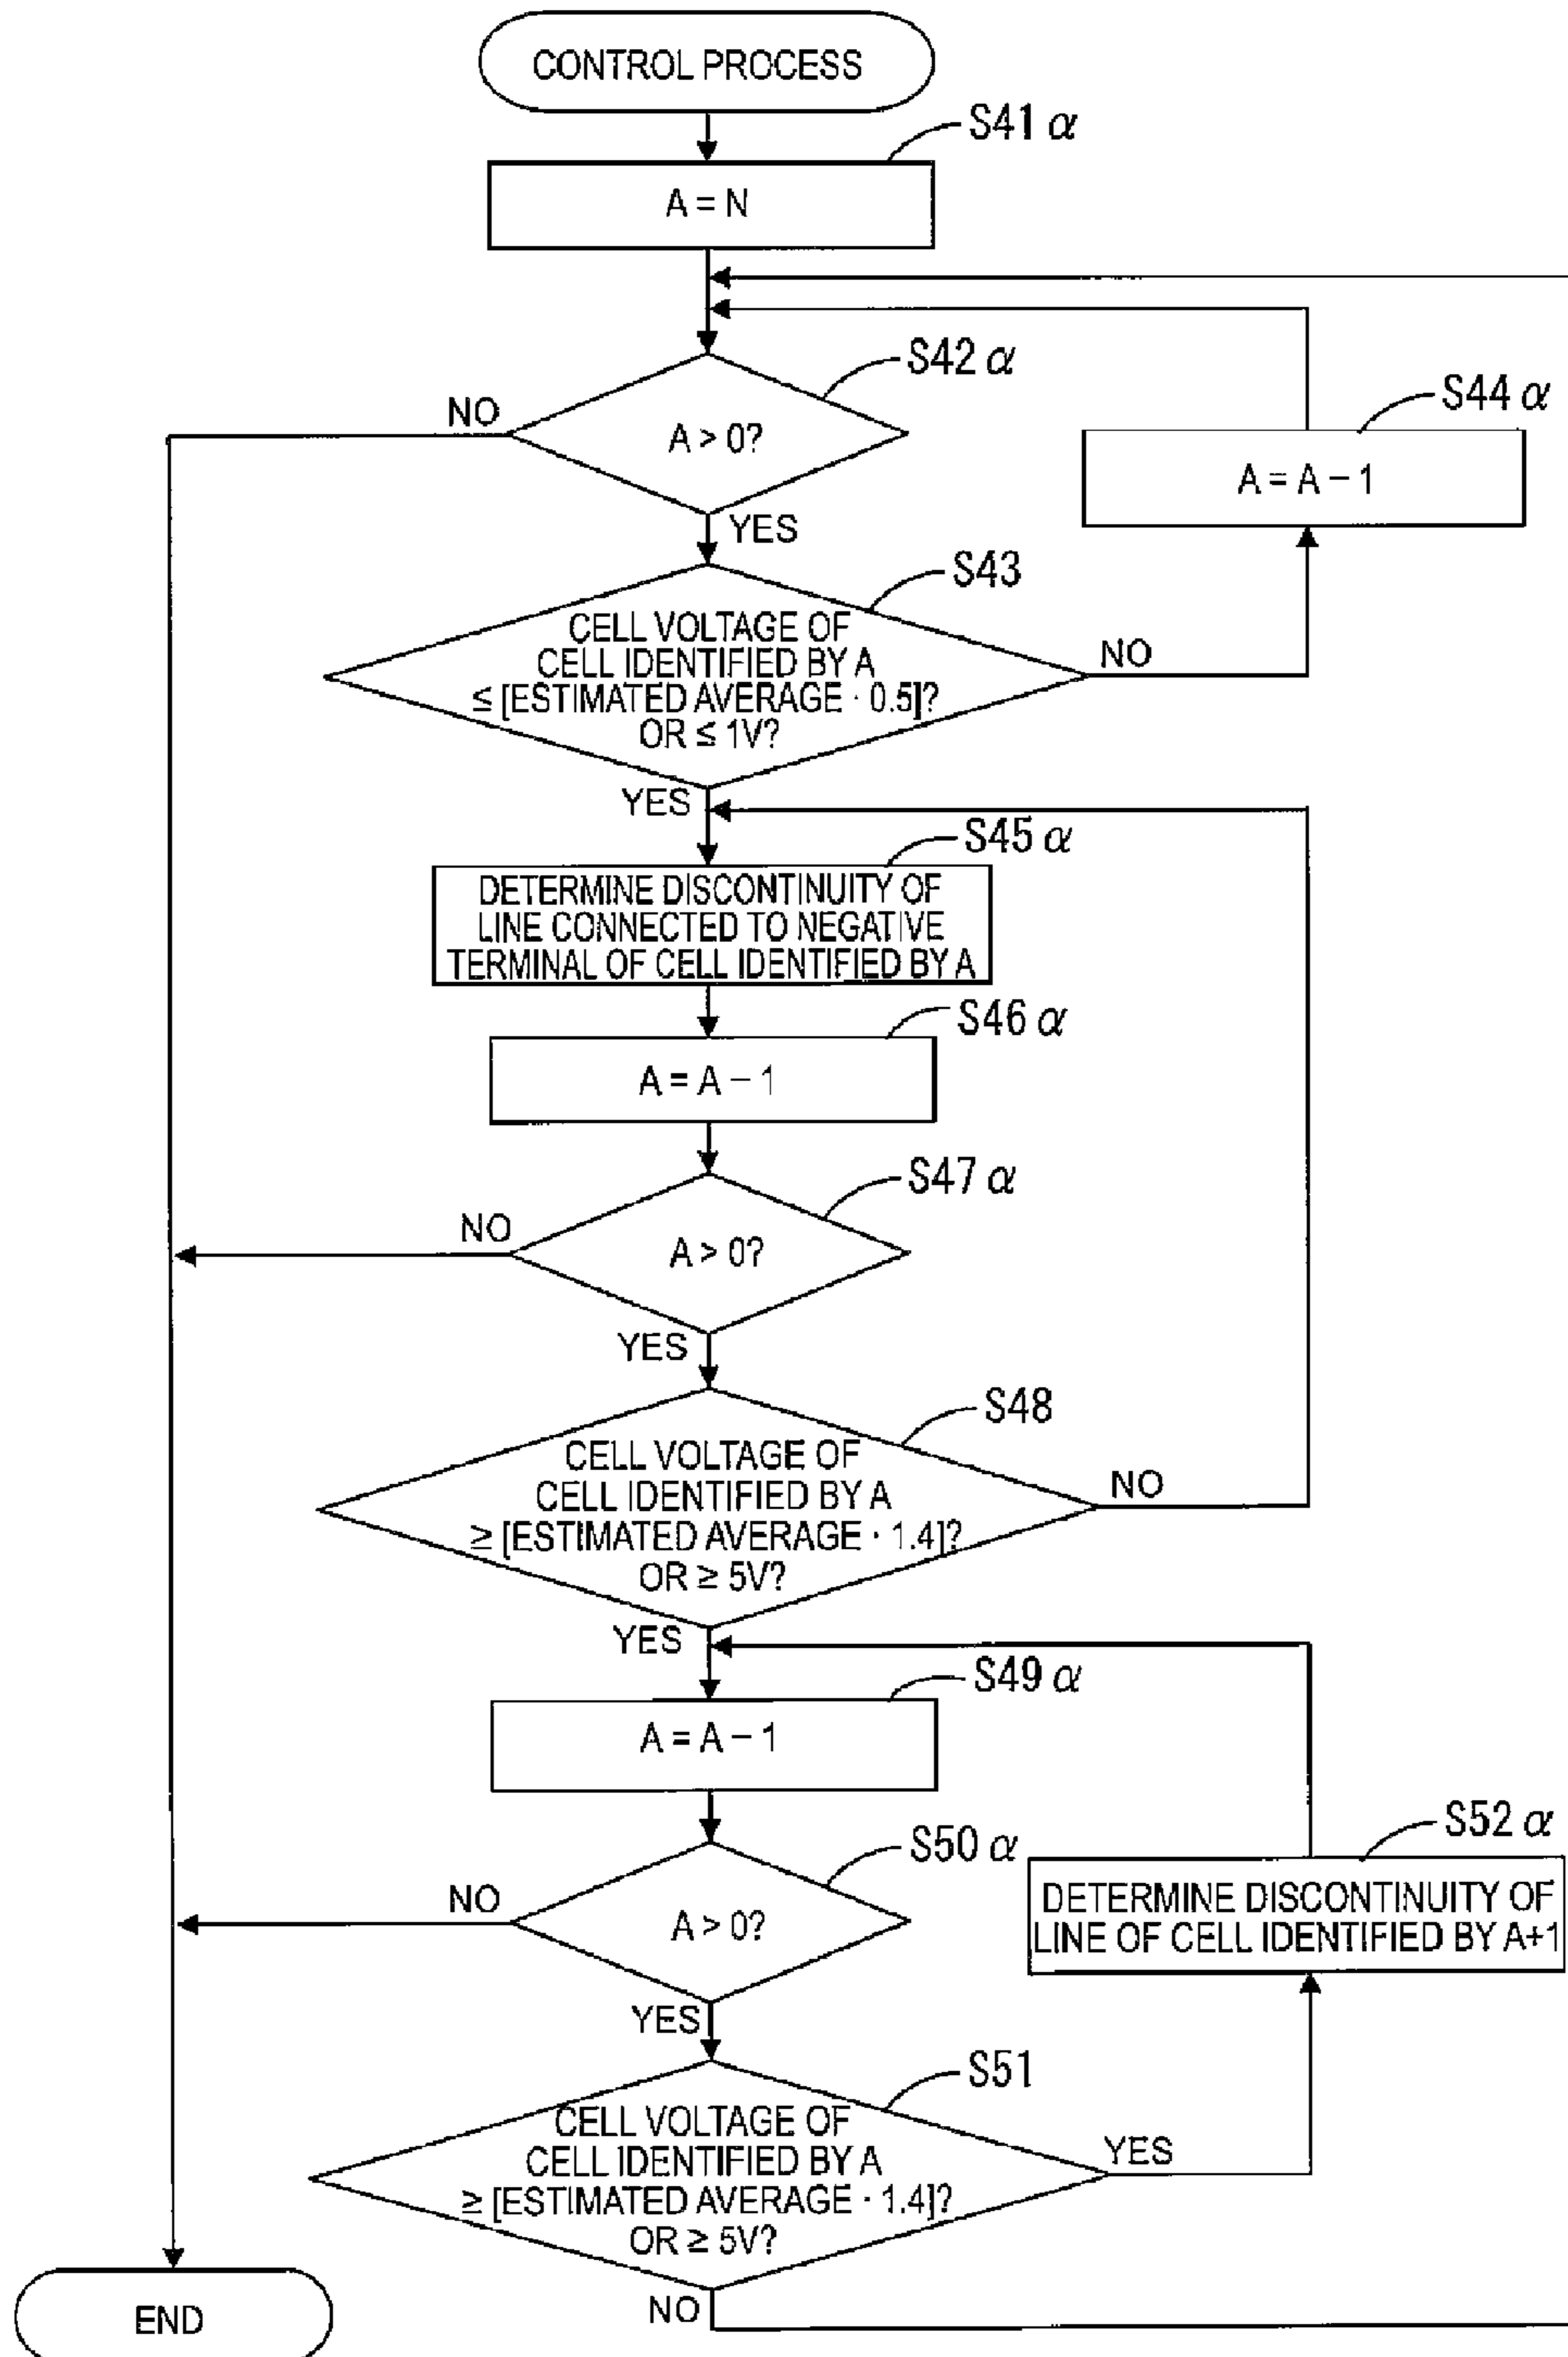 CONTROL PROCESS
S41 α
A = N
S42 α
A > 0?
NO
YES
S44 α
A = A − 1
S43
CELL VOLTAGE OF
CELL IDENTIFIED BY A
≤ [ESTIMATED AVERAGE · 0.5]?
OR ≤ 1V?
NO
YES
S45 α
DETERMINE DISCONTINUITY OF
LINE CONNECTED TO NEGATIVE
TERMINAL OF CELL IDENTIFIED BY A
S46 α
A = A − 1
S47 α
A > 0?
NO
YES
S48
CELL VOLTAGE OF
CELL IDENTIFIED BY A
≥ [ESTIMATED AVERAGE · 1.4]?
OR ≥ 5V?
NO
YES
S49 α
A = A − 1
S50 α
A > 0?
NO
YES
S52 α
DETERMINE DISCONTINUITY OF
LINE OF CELL IDENTIFIED BY A+1
S51
CELL VOLTAGE OF
CELL IDENTIFIED BY A
≥ [ESTIMATED AVERAGE · 1.4]?
OR ≥ 5V?
YES
NO
END